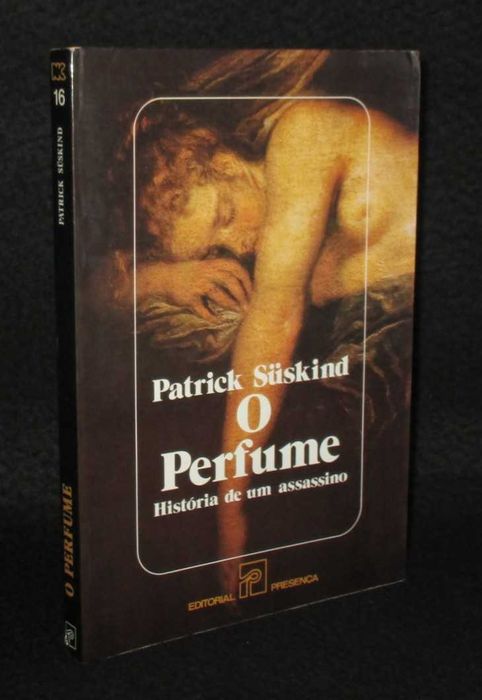 16
PATRICK SÜSKIND
O PERFUME
Patrick Süskind
O
Perfume
História de um assassino
EDITORIAL PRESENÇA